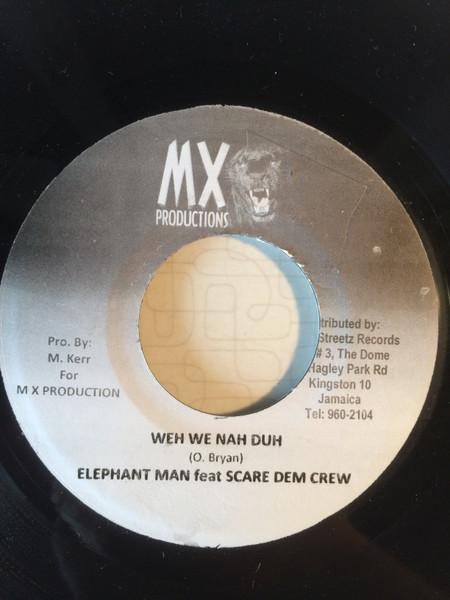 MX
PRODUCTIONS
Pro. By:
M. Kerr
For
M X PRODUCTION
tributed by:
Streetz Records
# 3, The Dome
Hagley Park Rd
Kingston 10
Jamaica
Tel: 960-2104
WEH WE NAH DUH
(O. Bryan)
ELEPHANT MAN feat SCARE DEM CREW